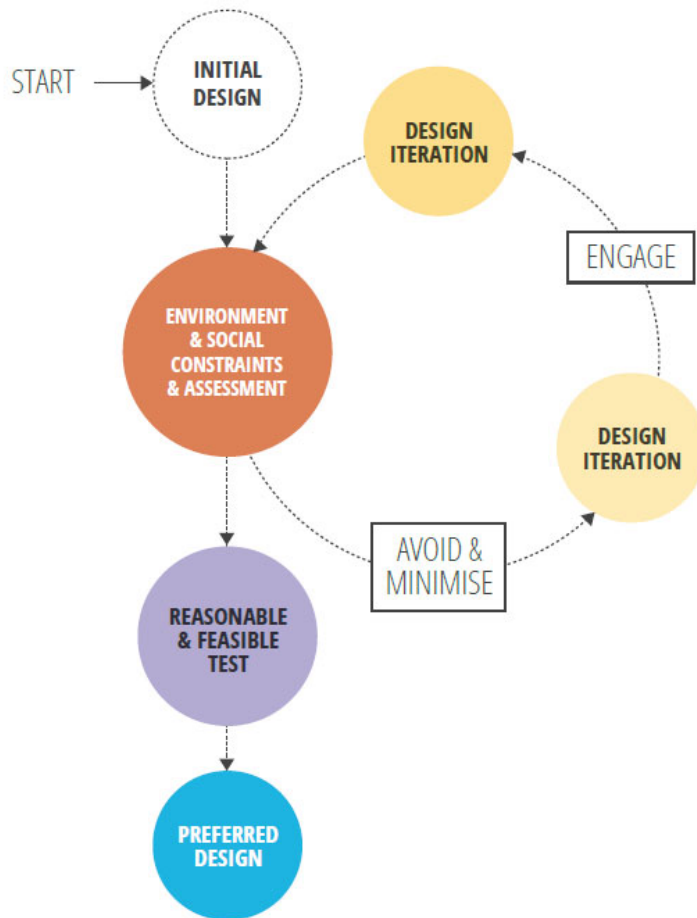 START
INITIAL
DESIGN
DESIGN
ITERATION
ENGAGE
ENVIRONMENT
& SOCIAL
CONSTRAINTS
& ASSESSMENT
DESIGN
ITERATION
AVOID &
MINIMISE
REASONABLE
& FEASIBLE
TEST
PREFERRED
DESIGN